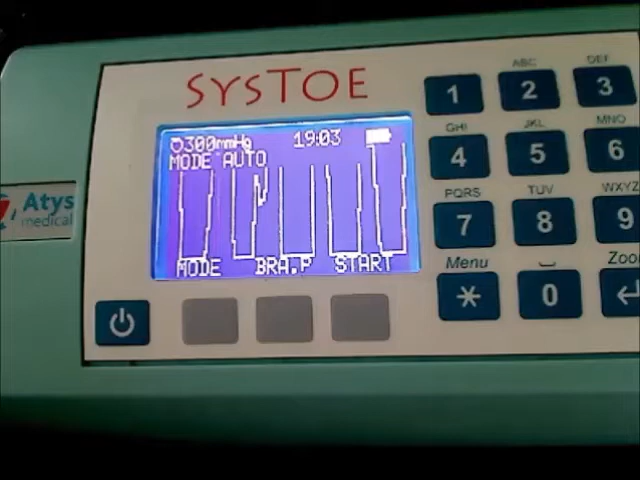 SYSTOE
300mmHg 19:03
MODE AUTO
MODE BRA.P START
Atys
medical
1
ABC
2
DEF
3
GHI
4
JKL
5
MNO
6
PQRS
7
TUV
8
WXYZ
9
Menu
*
0
Zoo